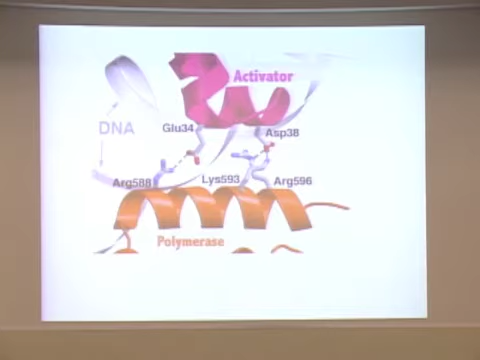 Activator
DNA
Glu34
Asp38
Arg588
Lys593
Arg596
Polymerase